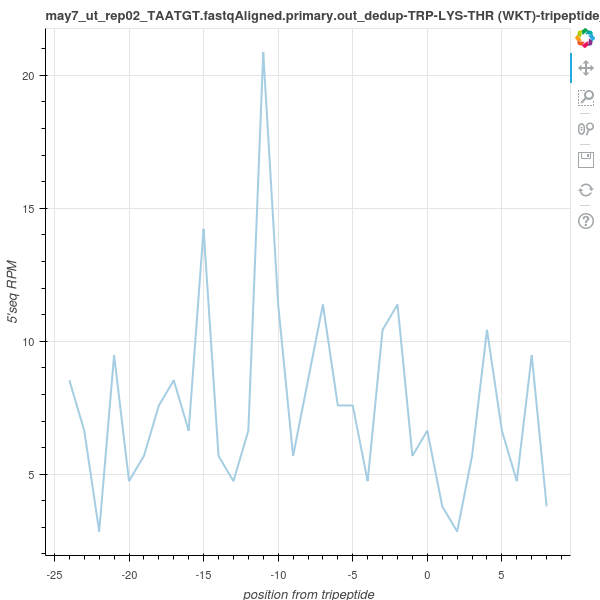 may7_ut_rep02_TAATGT.fastqAligned.primary.out_dedup-TRP-LYS-THR (WKT)-tripeptide_
20
15
10
5
5'seq RPM
-25 -20 -15 -10 -5 0 5
position from tripeptide